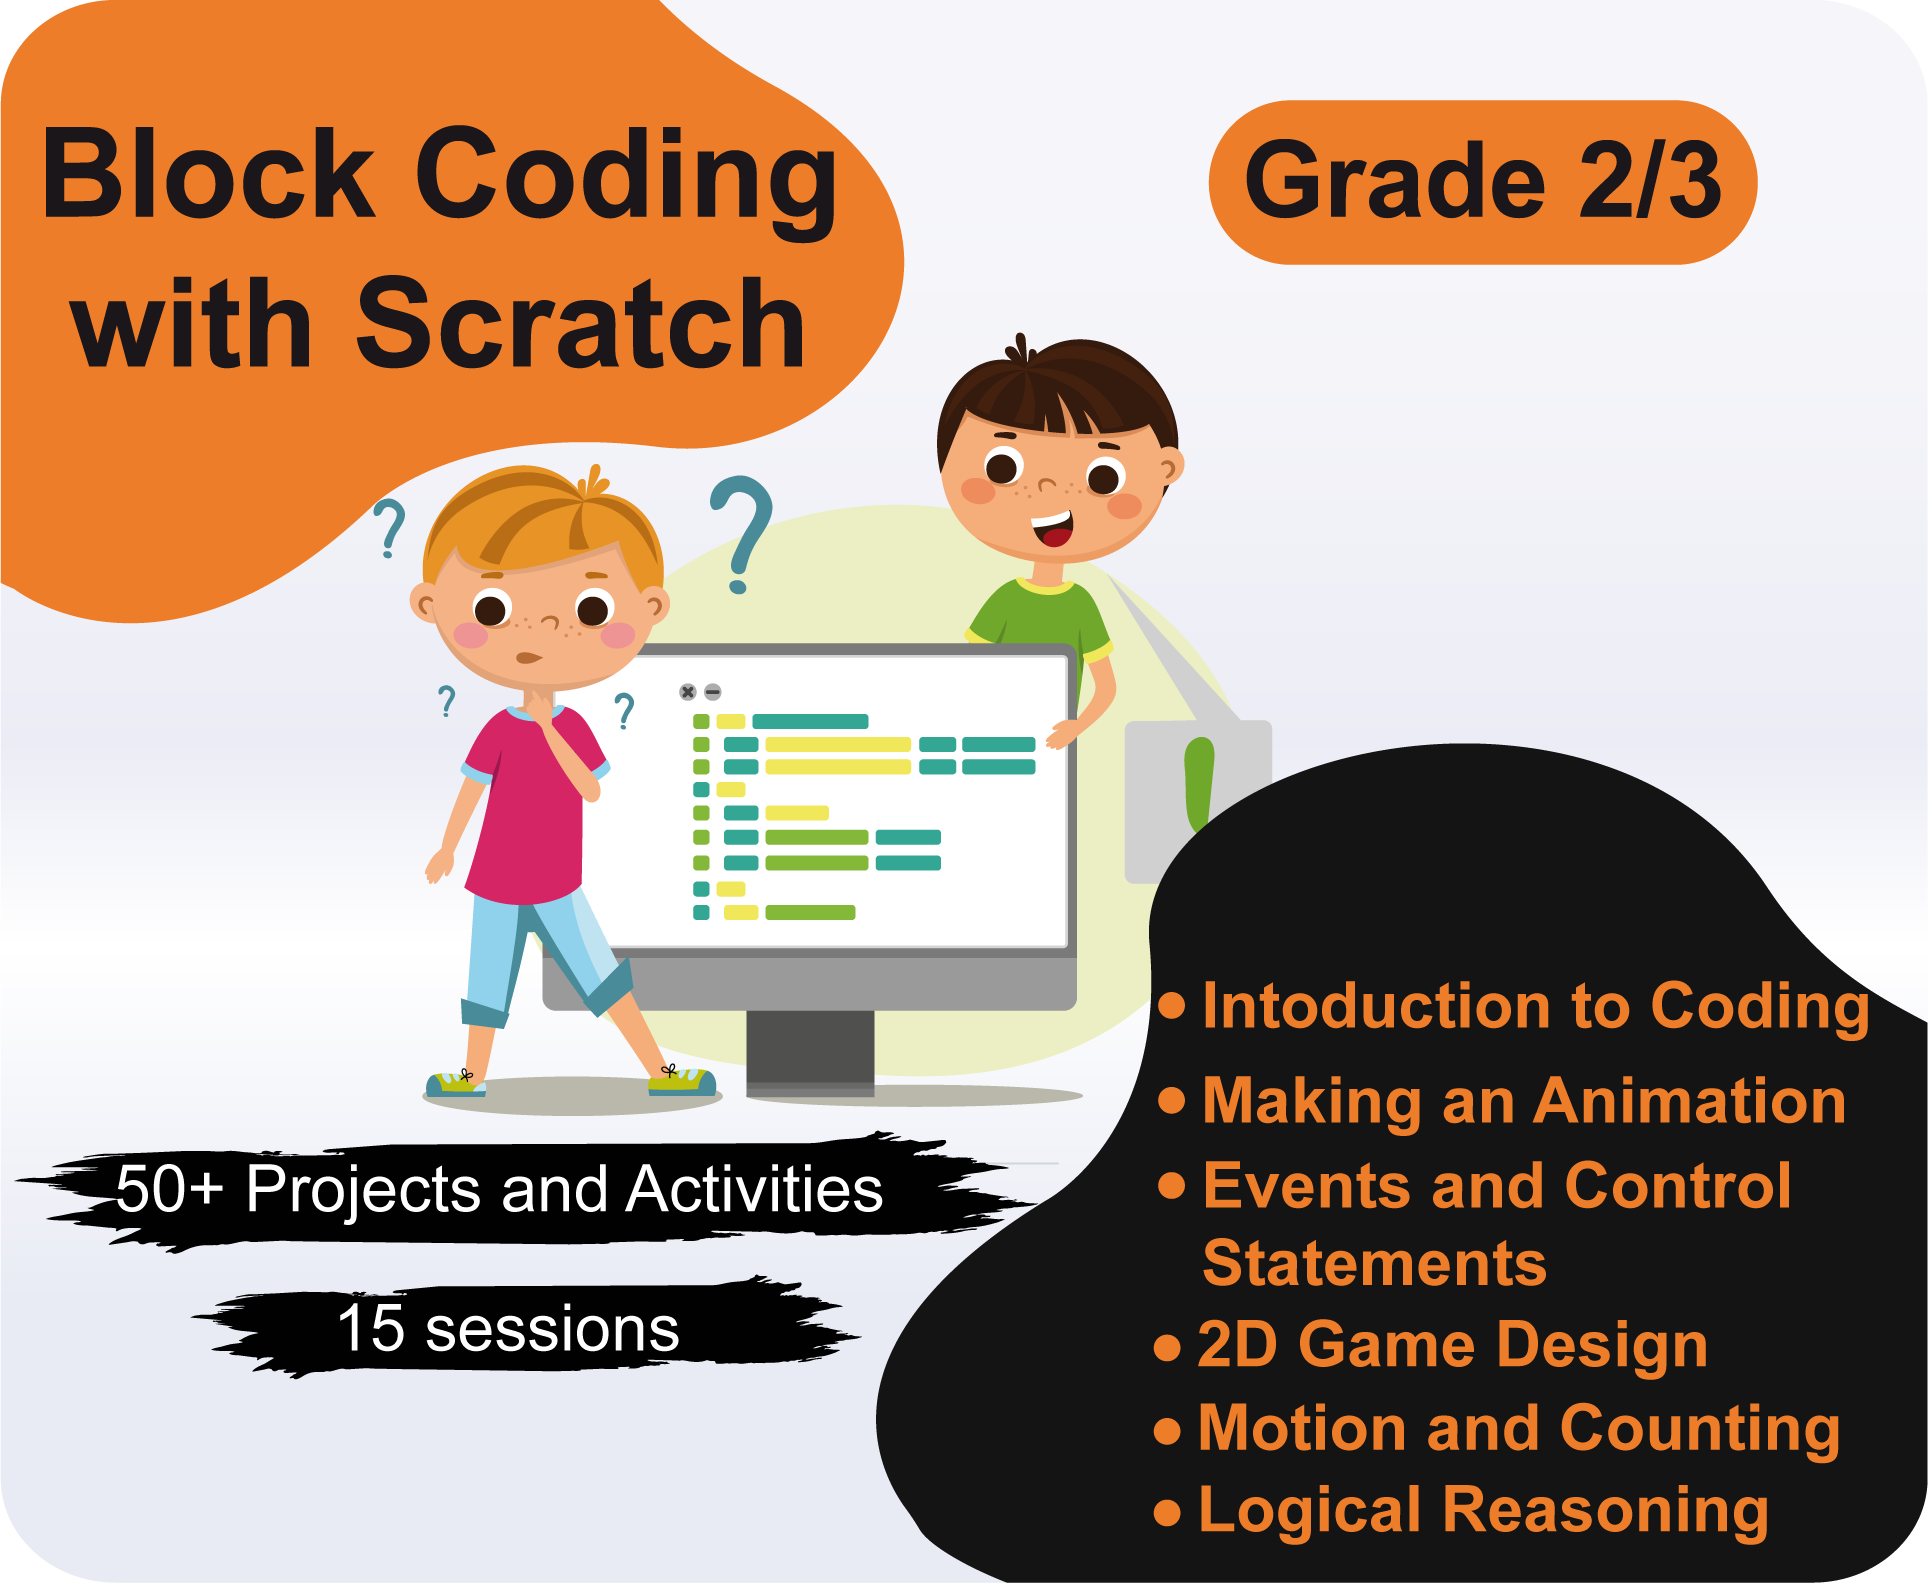 Block Coding
with Scratch
Grade 2/3
?
?
?
?
!
50+ Projects and Activities
15 sessions
• Intoduction to Coding
• Making an Animation
• Events and Control
Statements
• 2D Game Design
• Motion and Counting
• Logical Reasoning